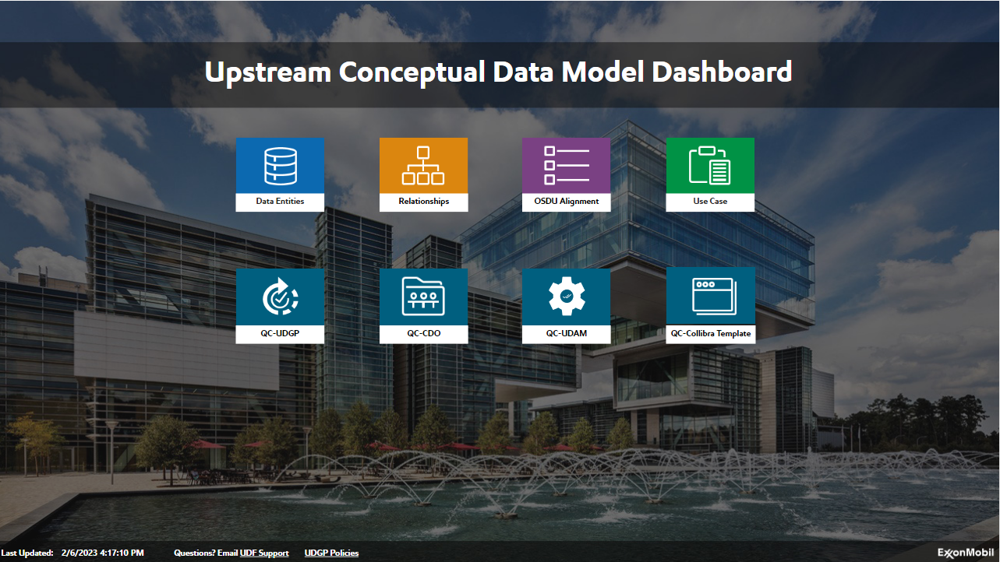 Upstream Conceptual Data Model Dashboard
Data Entities
Relationships
OSDU Alignment
Use Case
QC-UDGP
QC-CDO
QC-UDAM
QC-Collibra Template
Last Updated: 2/6/2023 4:17:10 PM Questions? Email UDF Support UDGP Policies ExxonMobil